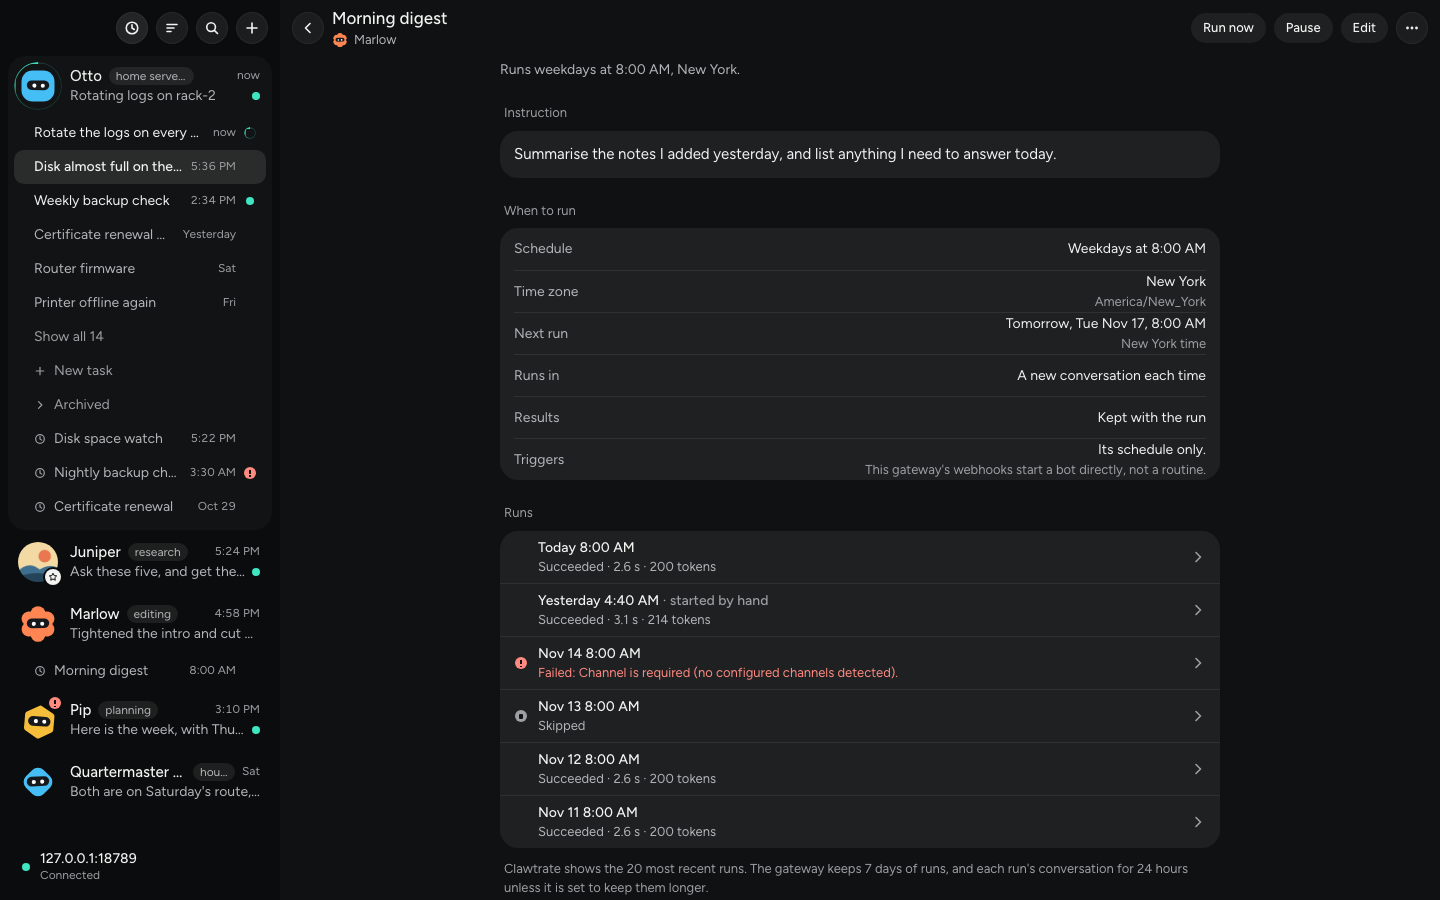 Otto home serve... now
Rotating logs on rack-2
Rotate the logs on every ... now
Disk almost full on the... 5:36 PM
Weekly backup check 2:34 PM
Certificate renewal ... Yesterday
Router firmware Sat
Printer offline again Fri
Show all 14
New task
Archived
Disk space watch 5:22 PM
Nightly backup ch... 3:30 AM
Certificate renewal Oct 29
Juniper research 5:24 PM
Ask these five, and get the...
Marlow editing 4:58 PM
Tightened the intro and cut ...
Morning digest 8:00 AM
Pip planning 3:10 PM
Here is the week, with Thu...
Quartermaster ... hou... Sat
Both are on Saturday's route,...
127.0.0.1:18789
Connected
Morning digest
Marlow
Run now Pause Edit
Runs weekdays at 8:00 AM, New York.
Instruction
Summarise the notes I added yesterday, and list anything I need to answer today.
When to run
Schedule Weekdays at 8:00 AM
Time zone New York
America/New_York
Next run Tomorrow, Tue Nov 17, 8:00 AM
New York time
Runs in A new conversation each time
Results Kept with the run
Triggers Its schedule only.
This gateway's webhooks start a bot directly, not a routine.
Runs
Today 8:00 AM
Succeeded · 2.6 s · 200 tokens
Yesterday 4:40 AM · started by hand
Succeeded · 3.1 s · 214 tokens
Nov 14 8:00 AM
Failed: Channel is required (no configured channels detected).
Nov 13 8:00 AM
Skipped
Nov 12 8:00 AM
Succeeded · 2.6 s · 200 tokens
Nov 11 8:00 AM
Succeeded · 2.6 s · 200 tokens
Clawtrate shows the 20 most recent runs. The gateway keeps 7 days of runs, and each run's conversation for 24 hours
unless it is set to keep them longer.